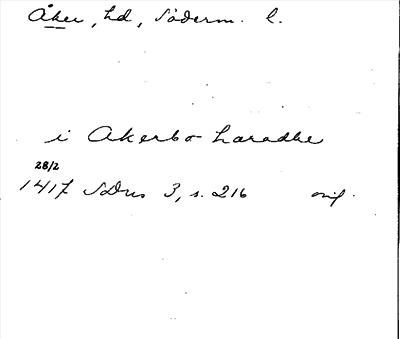 Åker, hd, Söderm. l.
i Akerbo haradhe
28/2
1417 SDns 3, s. 216 orig.